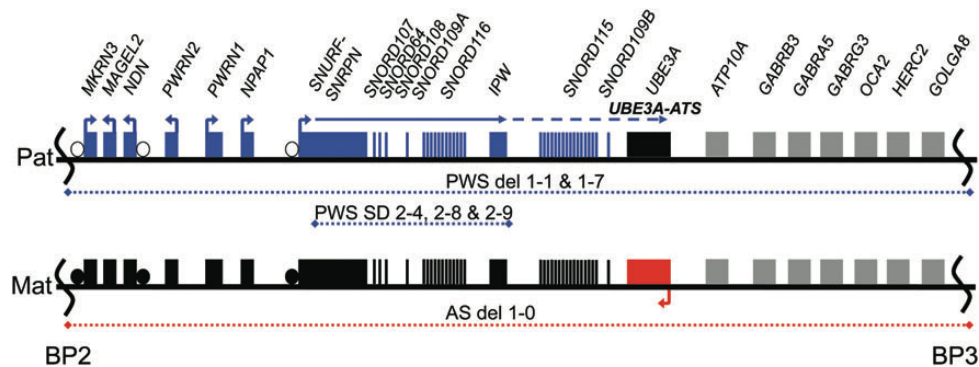 MKRN3
MAGEL2
NDN
PWRN2
PWRN1
NPAP1
SNURF-
SNRPN
SNORD107
SNORD64
SNORD108
SNORD109A
SNORD116
IPW
SNORD115
SNORD109B
UBE3A
ATP10A
GABRB3
GABRA5
GABRG3
OCA2
HERC2
GOLGA8
UBE3A-ATS
Pat
PWS del 1-1 & 1-7
PWS SD 2-4, 2-8 & 2-9
Mat
AS del 1-0
BP2
BP3